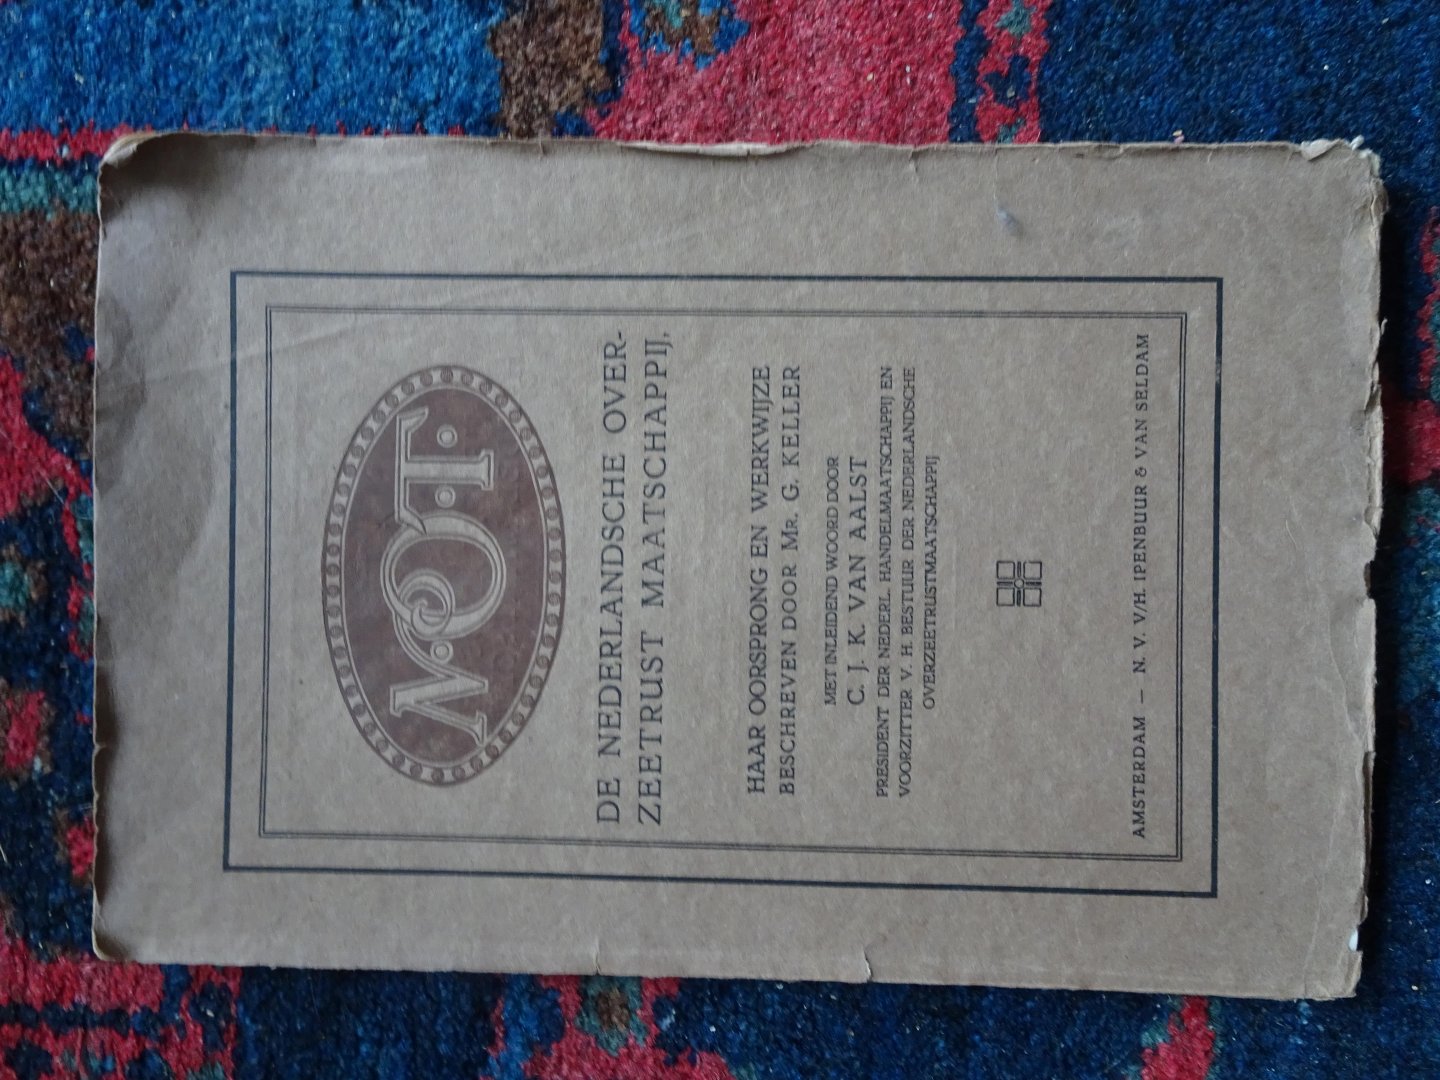 N.O.T.
DE NEDERLANDSCHE OVER-
ZEETRUST MAATSCHAPPIJ,
HAAR OORSPRONG EN WERKWIJZE
BESCHREVEN DOOR MR. G. KELLER
MET INLEIDEND WOORD DOOR
C. J. K. VAN AALST
PRESIDENT DER NEDERL. HANDELMAATSCHAPPIJ EN
VOORZITTER V. H. BESTUUR DER NEDERLANDSCHE
OVERZEETRUSTMAATSCHAPPIJ
AMSTERDAM — N. V. V/H. IPENBUUR & VAN SELDAM